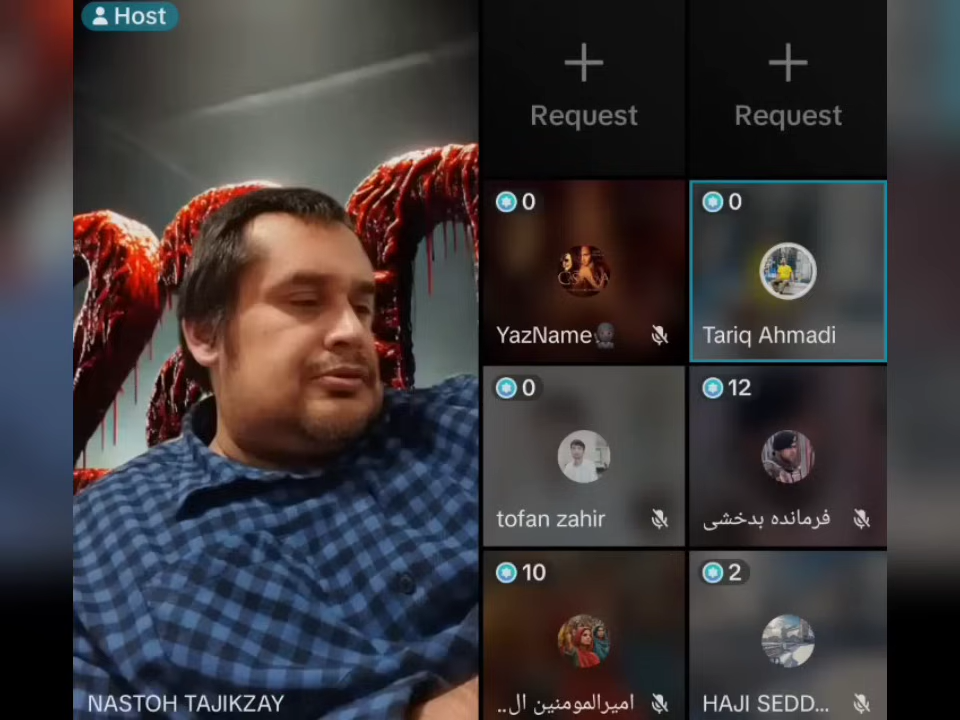 Host
Request
Request
0
0
YazName
Tariq Ahmadi
0
12
tofan zahir
فرمانده بدخشی
10
2
NASTOH TAJIKZAY
امیرالمومنین ال..
HAJI SEDD...